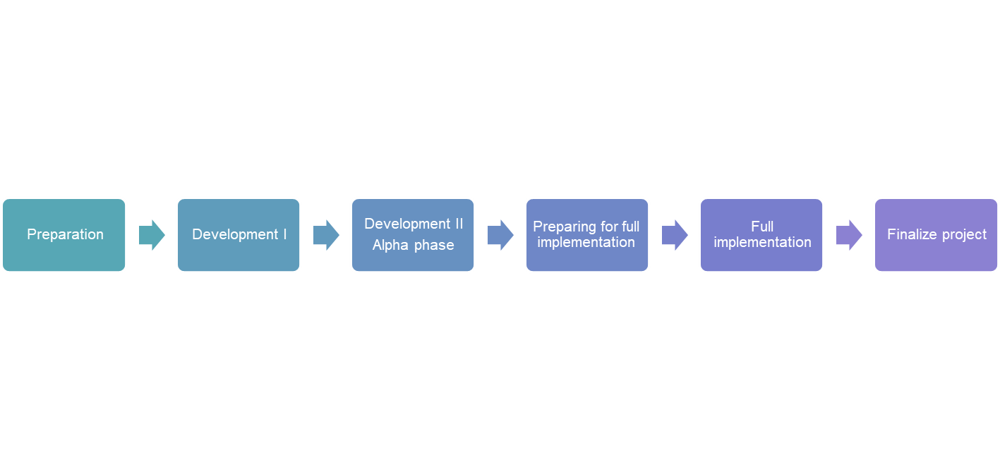 Preparation
Development I
Development II
Alpha phase
Preparing for full
implementation
Full
implementation
Finalize project